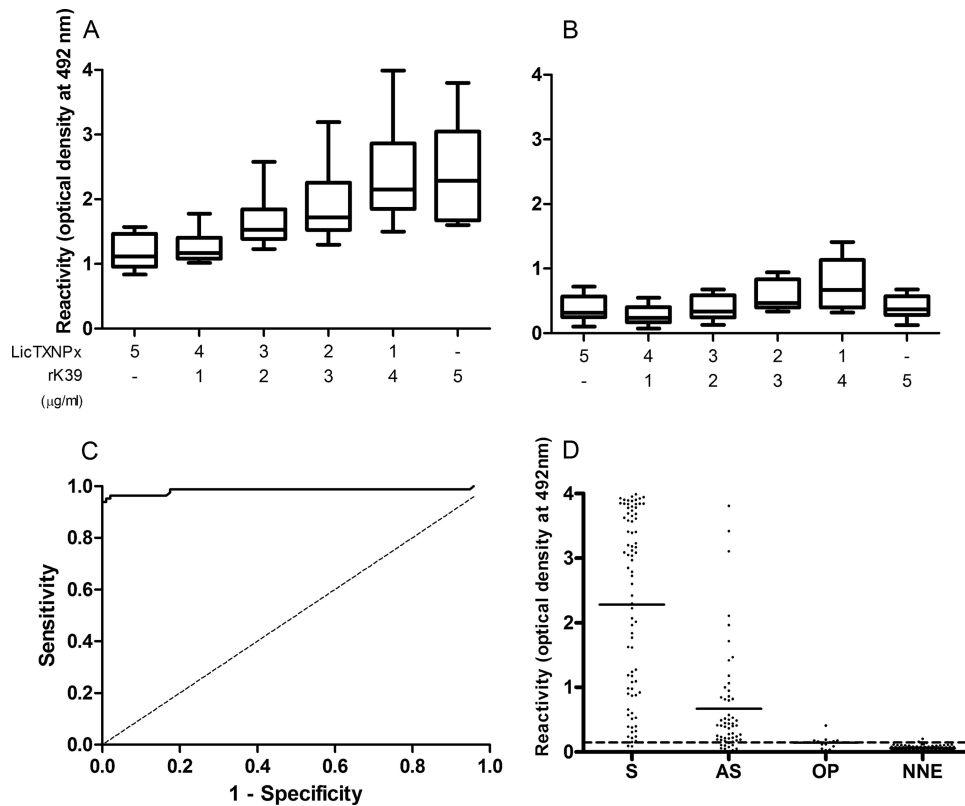 A
Reactivity (optical density at 492 nm)
4
3
2
1
0
LicTXNPx 5 4 3 2 1 -
rK39 - 1 2 3 4 5
(µg/ml)
B
4
3
2
1
0
5 4 3 2 1 -
- 1 2 3 4 5
C
Sensitivity
1.0
0.8
0.6
0.4
0.2
0.0
0.0 0.2 0.4 0.6 0.8 1.0
1 - Specificity
D
Reactivity (optical density at 492nm)
4
3
2
1
0
S AS OP NNE